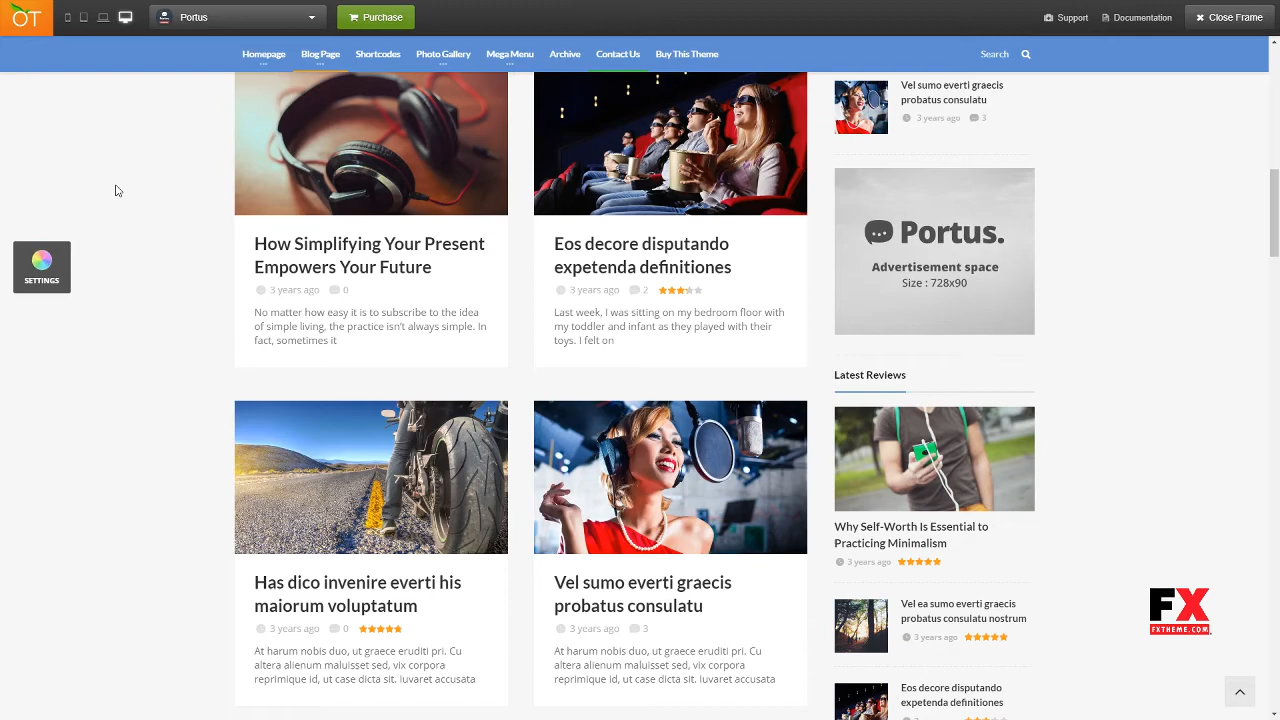 OT
Portus
Purchase
Support
Documentation
Close Frame
Homepage
Blog Page
Shortcodes
Photo Gallery
Mega Menu
Archive
Contact Us
Buy This Theme
Search
How Simplifying Your Present
Empowers Your Future
3 years ago 0
No matter how easy it is to subscribe to the idea
of simple living, the practice isn't always simple. In
fact, sometimes it
Eos decore disputando
expetenda definitiones
3 years ago 2
Last week, I was sitting on my bedroom floor with
my toddler and infant as they played with their
toys. I felt on
Has dico invenire everti his
maiorum voluptatum
3 years ago 0
At harum nobis duo, ut graece eruditi pri. Cu
altera alienum maluisset sed, vix corpora
reprimique id, ut case dicta sit. Iuvaret accusata
Vel sumo everti graecis
probatus consulatu
3 years ago 3
At harum nobis duo, ut graece eruditi pri. Cu
altera alienum maluisset sed, vix corpora
reprimique id, ut case dicta sit. Iuvaret accusata
Vel sumo everti graecis
probatus consulatu
3 years ago 3
Portus.
Advertisement space
Size : 728x90
Latest Reviews
Why Self-Worth Is Essential to
Practicing Minimalism
3 years ago
Vel ea sumo everti graecis
probatus consulatu nostrum
3 years ago
Eos decore disputando
expetenda definitiones
SETTINGS
FX
FXTHEME.COM